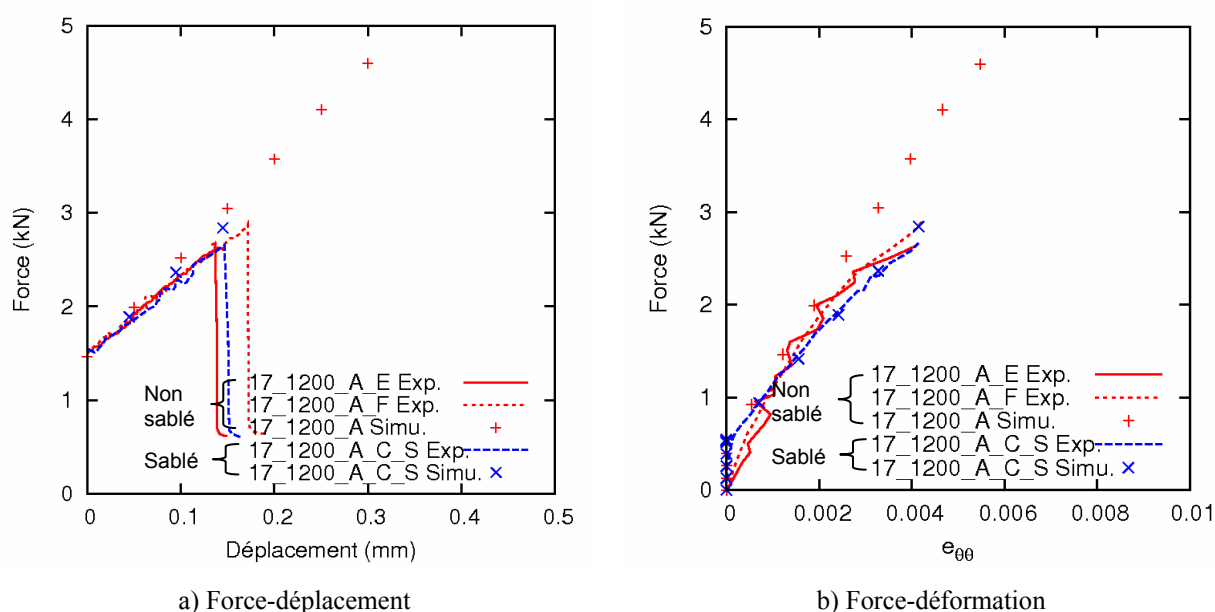 5
4
3
2
1
0
Force (kN)
0
0.1
0.2
0.3
0.4
0.5
Déplacement (mm)
Non
sablé
Sablé
17_1200_A_E Exp.
17_1200_A_F Exp.
17_1200_A Simu.
17_1200_A_C_S Exp.
17_1200_A_C_S Simu.
a) Force-déplacement
5
4
3
2
1
0
Force (kN)
0
0.002
0.004
0.006
0.008
0.01
eθθ
Non
sablé
Sablé
17_1200_A_E Exp.
17_1200_A_F Exp.
17_1200_A Simu.
17_1200_A_C_S Exp.
17_1200_A_C_S Simu.
b) Force-déformation